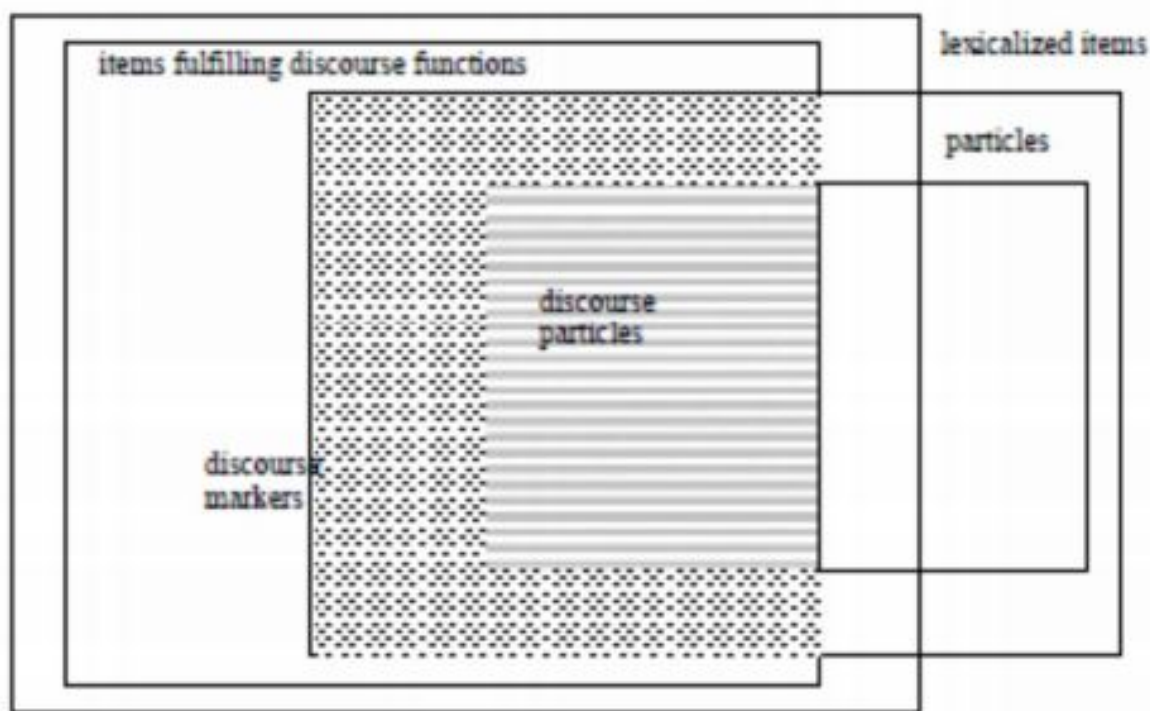 lexicalized items
items fulfilling discourse functions
particles
discourse
particles
discourse
markers